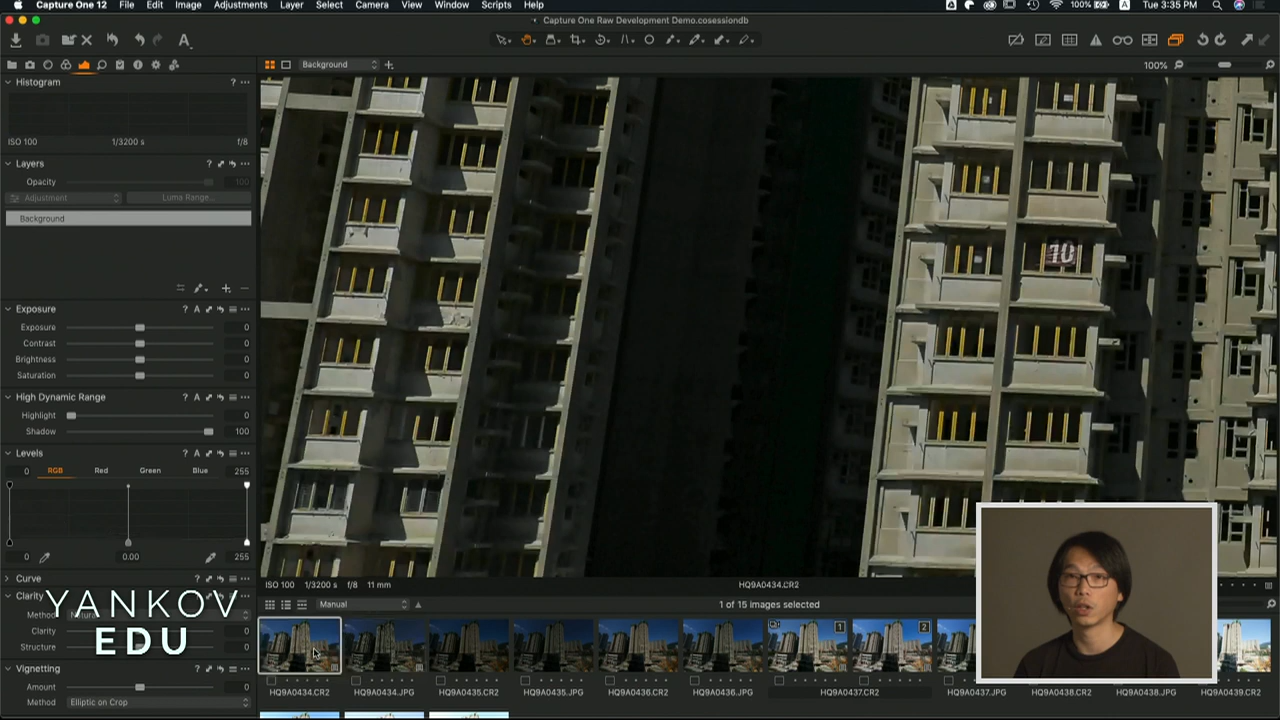 Capture One 12 File Edit Image Adjustments Layer Select Camera View Window Scripts Help 100% A Tue 3:35 PM
Capture One Raw Development Demo.cosessiondb
Background 100%
Histogram
ISO 100 1/3200 s f/8
Layers
Opacity 100
Adjustment Luma Range...
Background
Exposure
Exposure 0
Contrast 0
Brightness 0
Saturation 0
High Dynamic Range
Highlight 0
Shadow 100
Levels
0 RGB Red Green Blue 255
0 0.00 255
10
ISO 100 1/3200 s f/8 11 mm HQ9A0434.CR2
Curve
Clarity
Method
Clarity 0
Structure 0
YANKOV
EDU
Vignetting
Amount 0
Method Elliptic on Crop
Manual 1 of 15 images selected
1 2
HQ9A0434.CR2 HQ9A0434.JPG HQ9A0435.CR2 HQ9A0435.JPG HQ9A0436.CR2 HQ9A0436.JPG HQ9A0437.CR2 HQ9A0437.JPG HQ9A0438.CR2 HQ9A0438.JPG HQ9A0439.CR2